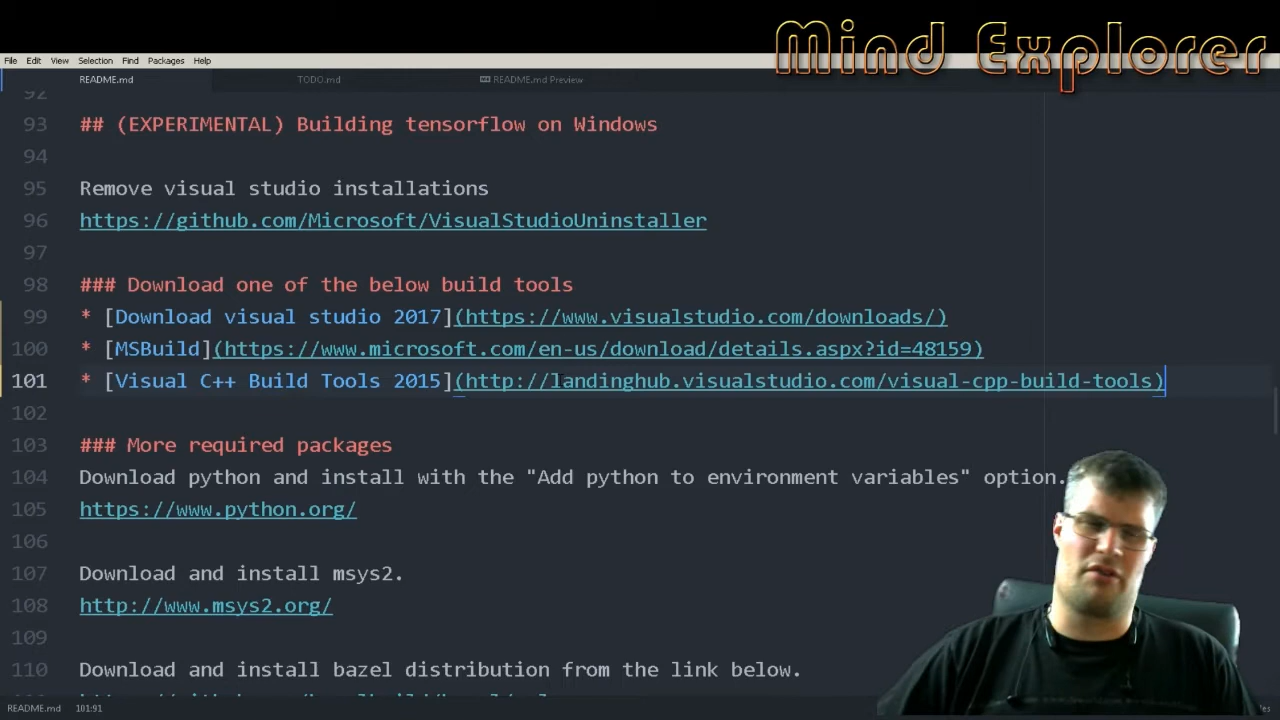 Mind Explorer
File Edit View Selection Find Packages Help
README.md TODO.md README.md Preview
92
93 ## (EXPERIMENTAL) Building tensorflow on Windows
94
95 Remove visual studio installations
96 https://github.com/Microsoft/VisualStudioUninstaller
97
98 ### Download one of the below build tools
99 * [Download visual studio 2017](https://www.visualstudio.com/downloads/)
100 * [MSBuild](https://www.microsoft.com/en-us/download/details.aspx?id=48159)
101 * [Visual C++ Build Tools 2015](http://landinghub.visualstudio.com/visual-cpp-build-tools)
102
103 ### More required packages
104 Download python and install with the "Add python to environment variables" option.
105 https://www.python.org/
106
107 Download and install msys2.
108 http://www.msys2.org/
109
110 Download and install bazel distribution from the link below.
README.md 101:91